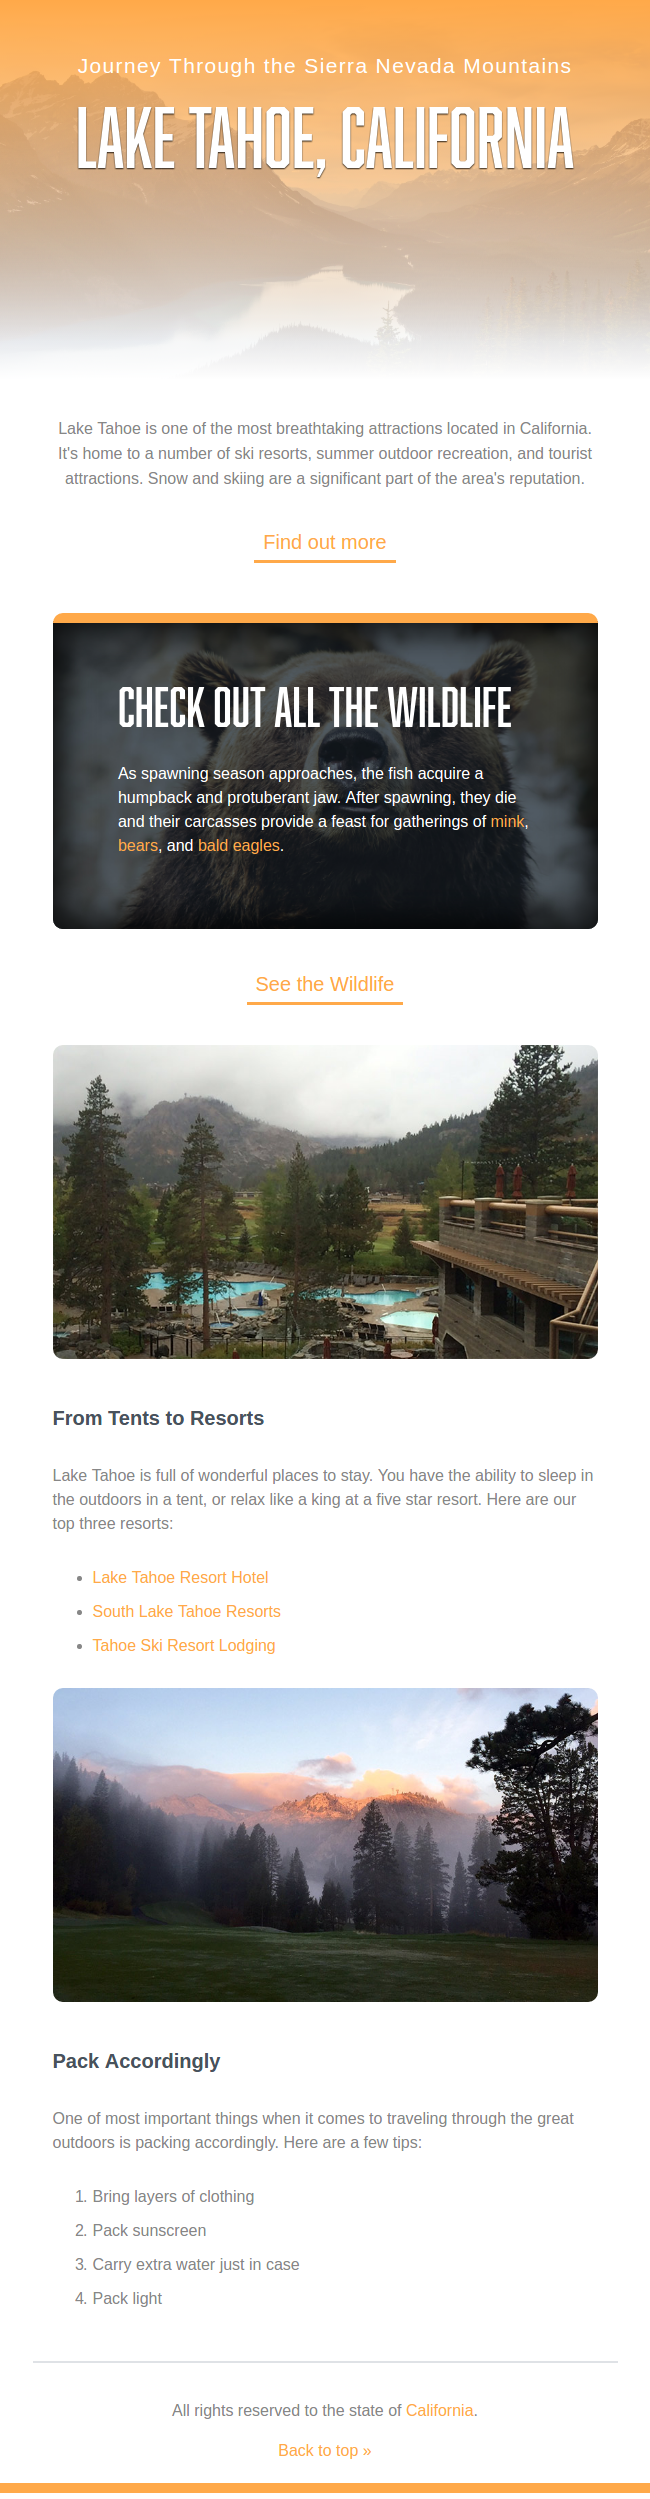 Journey Through the Sierra Nevada Mountains
LAKE TAHOE, CALIFORNIA
Lake Tahoe is one of the most breathtaking attractions located in California.
It's home to a number of ski resorts, summer outdoor recreation, and tourist
attractions. Snow and skiing are a significant part of the area's reputation.
Find out more
CHECK OUT ALL THE WILDLIFE
As spawning season approaches, the fish acquire a
humpback and protuberant jaw. After spawning, they die
and their carcasses provide a feast for gatherings of mink,
bears, and bald eagles.
See the Wildlife
From Tents to Resorts
Lake Tahoe is full of wonderful places to stay. You have the ability to sleep in
the outdoors in a tent, or relax like a king at a five star resort. Here are our
top three resorts:
• Lake Tahoe Resort Hotel
• South Lake Tahoe Resorts
• Tahoe Ski Resort Lodging
Pack Accordingly
One of most important things when it comes to traveling through the great
outdoors is packing accordingly. Here are a few tips:
1. Bring layers of clothing
2. Pack sunscreen
3. Carry extra water just in case
4. Pack light
All rights reserved to the state of California.
Back to top »